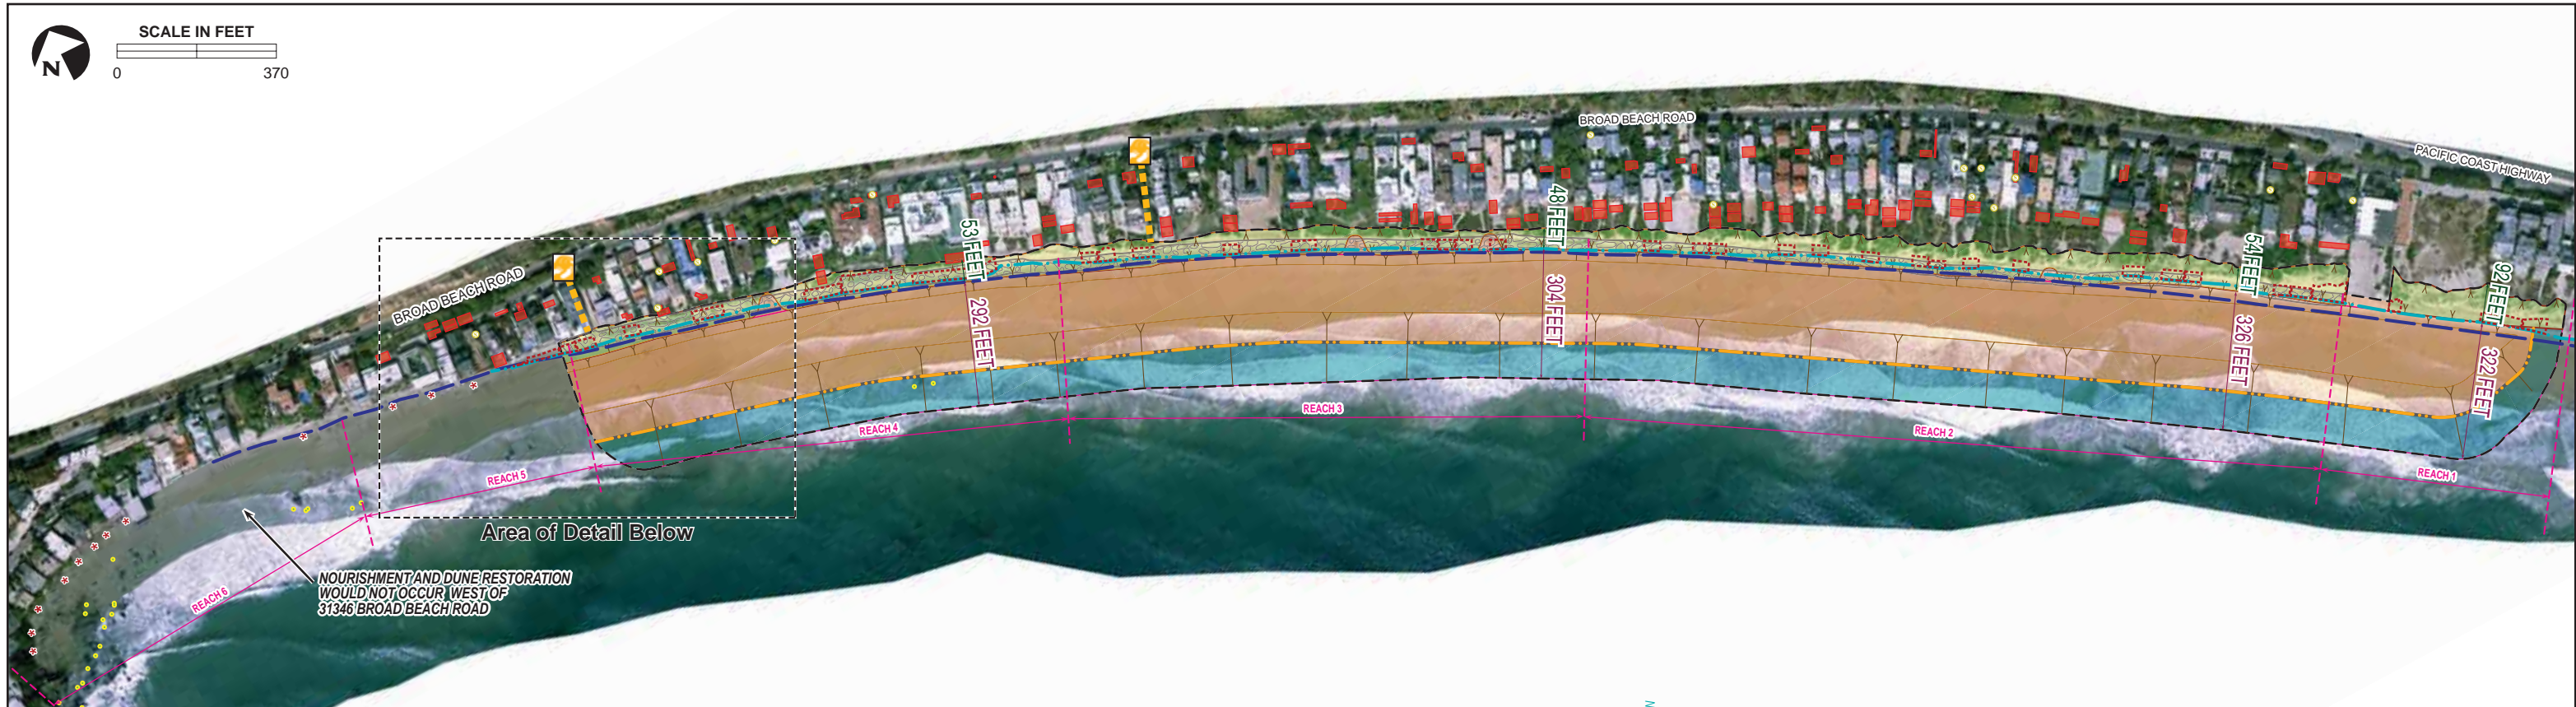 SCALE IN FEET
0 370
N
BROAD BEACH ROAD
PACIFIC COAST HIGHWAY
BROAD BEACH ROAD
53 FEET
48 FEET
54 FEET
92 FEET
292 FEET
304 FEET
326 FEET
322 FEET
REACH 6
REACH 5
REACH 4
REACH 3
REACH 2
REACH 1
Area of Detail Below
NOURISHMENT AND DUNE RESTORATION
WOULD NOT OCCUR WEST OF
31346 BROAD BEACH ROAD
N